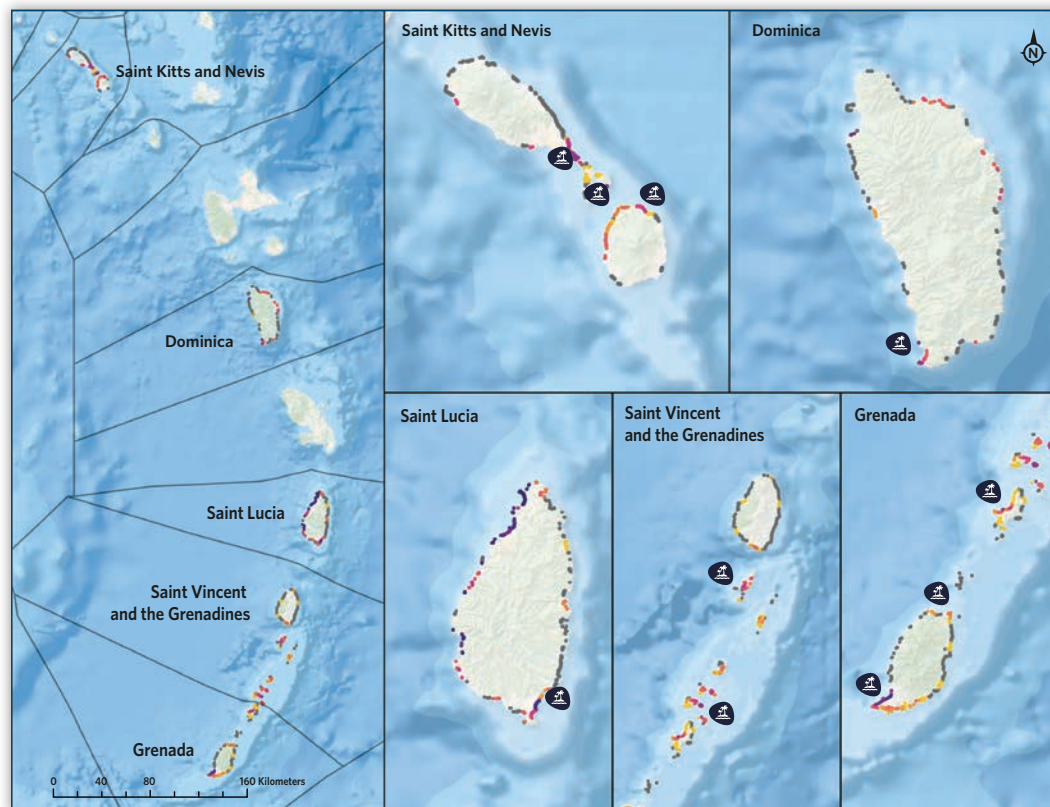 Saint Kitts and Nevis
Dominica
Saint Lucia
Saint Vincent
and the Grenadines
Grenada
0
40
80
160 Kilometers
Saint Kitts and Nevis
Dominica
N
Saint Lucia
Saint Vincent
and the Grenadines
Grenada